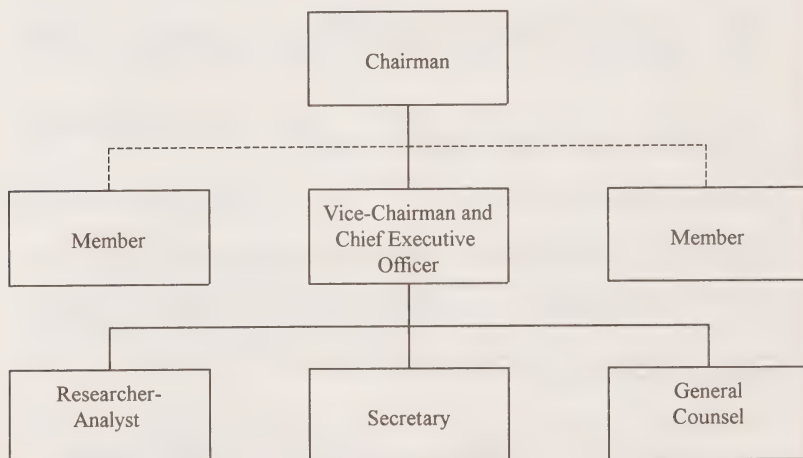 Chairman
Member
Vice-Chairman and
Chief Executive
Officer
Member
Researcher-
Analyst
Secretary
General
Counsel